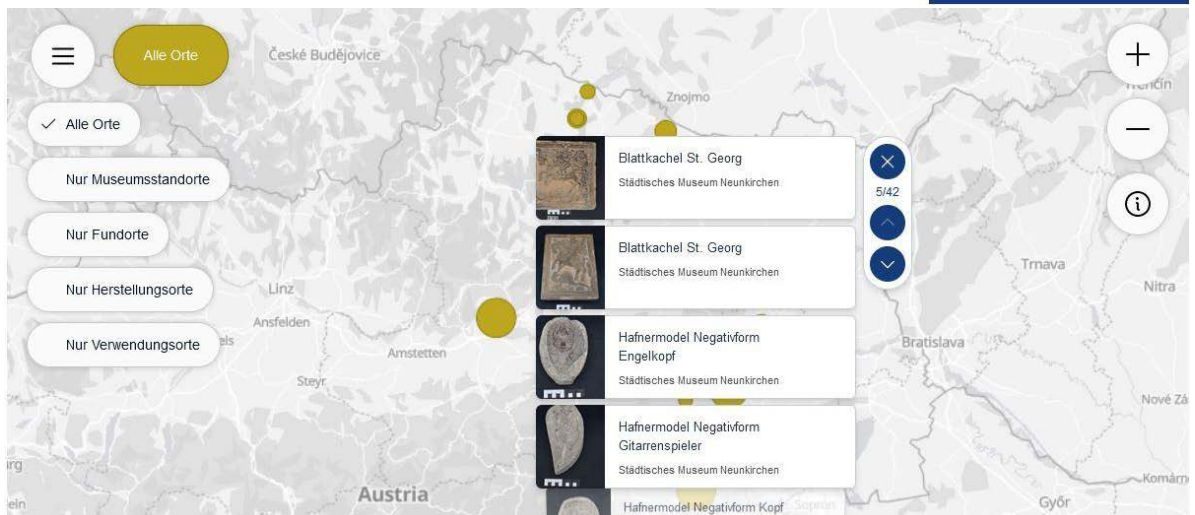 Alle Orte
České Budějovice
Znojmo
Alle Orte
Nur Museumsstandorte
Nur Fundorte
Nur Herstellungsorte
Nur Verwendungsorte
Linz
Ansfelden
Amstetten
Steyr
Austria
Blattkachel St. Georg
Städtisches Museum Neunkirchen
Blattkachel St. Georg
Städtisches Museum Neunkirchen
Hafnermodel Negativform
Engelkopf
Städtisches Museum Neunkirchen
Hafnermodel Negativform
Gitarrenspieler
Städtisches Museum Neunkirchen
Hafnermodel Negativform Kopf
Sopron
5/42
Trnava
Nitra
Bratislava
Győr